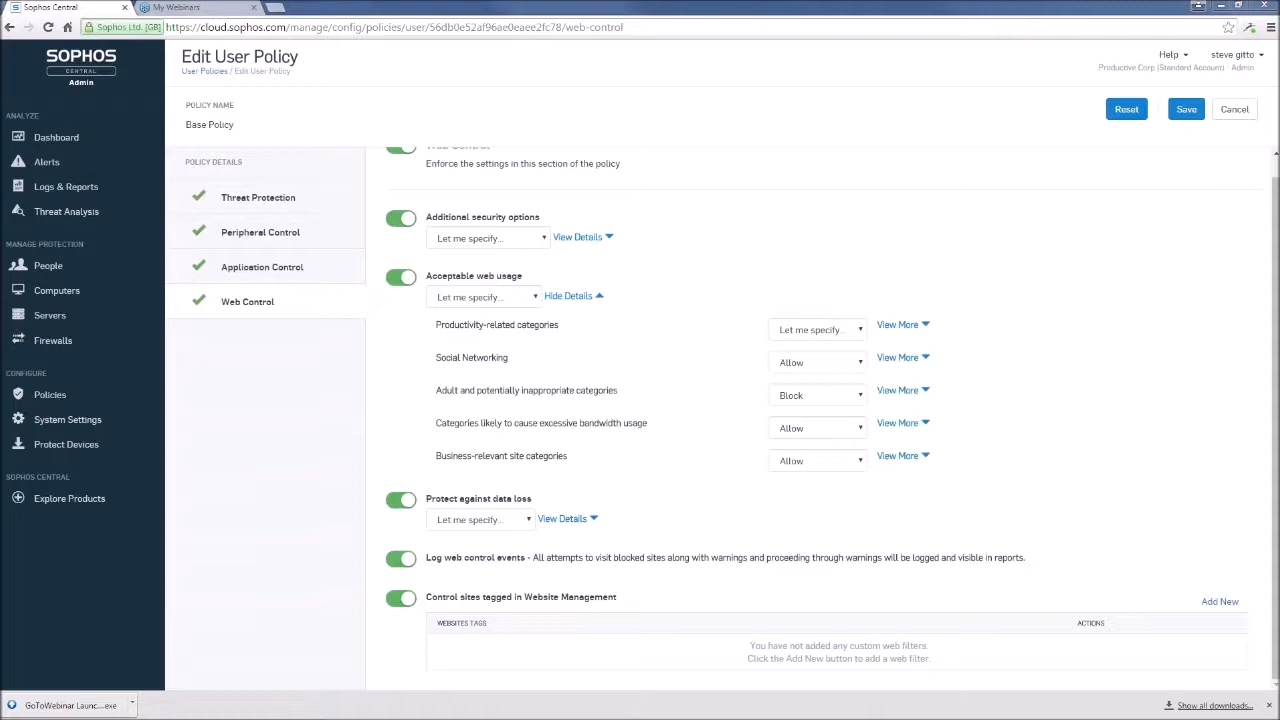 Sophos Central
My Webinars
Sophos Ltd. [GB] https://cloud.sophos.com/manage/config/policies/user/56db0e52af96ae0eaee2fc78/web-control
SOPHOS
CENTRAL
Admin
Edit User Policy
User Policies / Edit User Policy
Help
steve gitto
Productive Corp (Standard Account) · Admin
POLICY NAME
Base Policy
Reset
Save
Cancel
ANALYZE
Dashboard
Alerts
Logs & Reports
Threat Analysis
MANAGE PROTECTION
People
Computers
Servers
Firewalls
CONFIGURE
Policies
System Settings
Protect Devices
SOPHOS CENTRAL
Explore Products
POLICY DETAILS
Threat Protection
Peripheral Control
Application Control
Web Control
Enforce the settings in this section of the policy
Additional security options
Let me specify... View Details
Acceptable web usage
Let me specify... Hide Details
Productivity-related categories Let me specify... View More
Social Networking Allow View More
Adult and potentially inappropriate categories Block View More
Categories likely to cause excessive bandwidth usage Allow View More
Business-relevant site categories Allow View More
Protect against data loss
Let me specify... View Details
Log web control events - All attempts to visit blocked sites along with warnings and proceeding through warnings will be logged and visible in reports.
Control sites tagged in Website Management
Add New
WEBSITES TAGS ACTIONS
You have not added any custom web filters.
Click the Add New button to add a web filter.
GoToWebinar Launc....exe
Show all downloads...